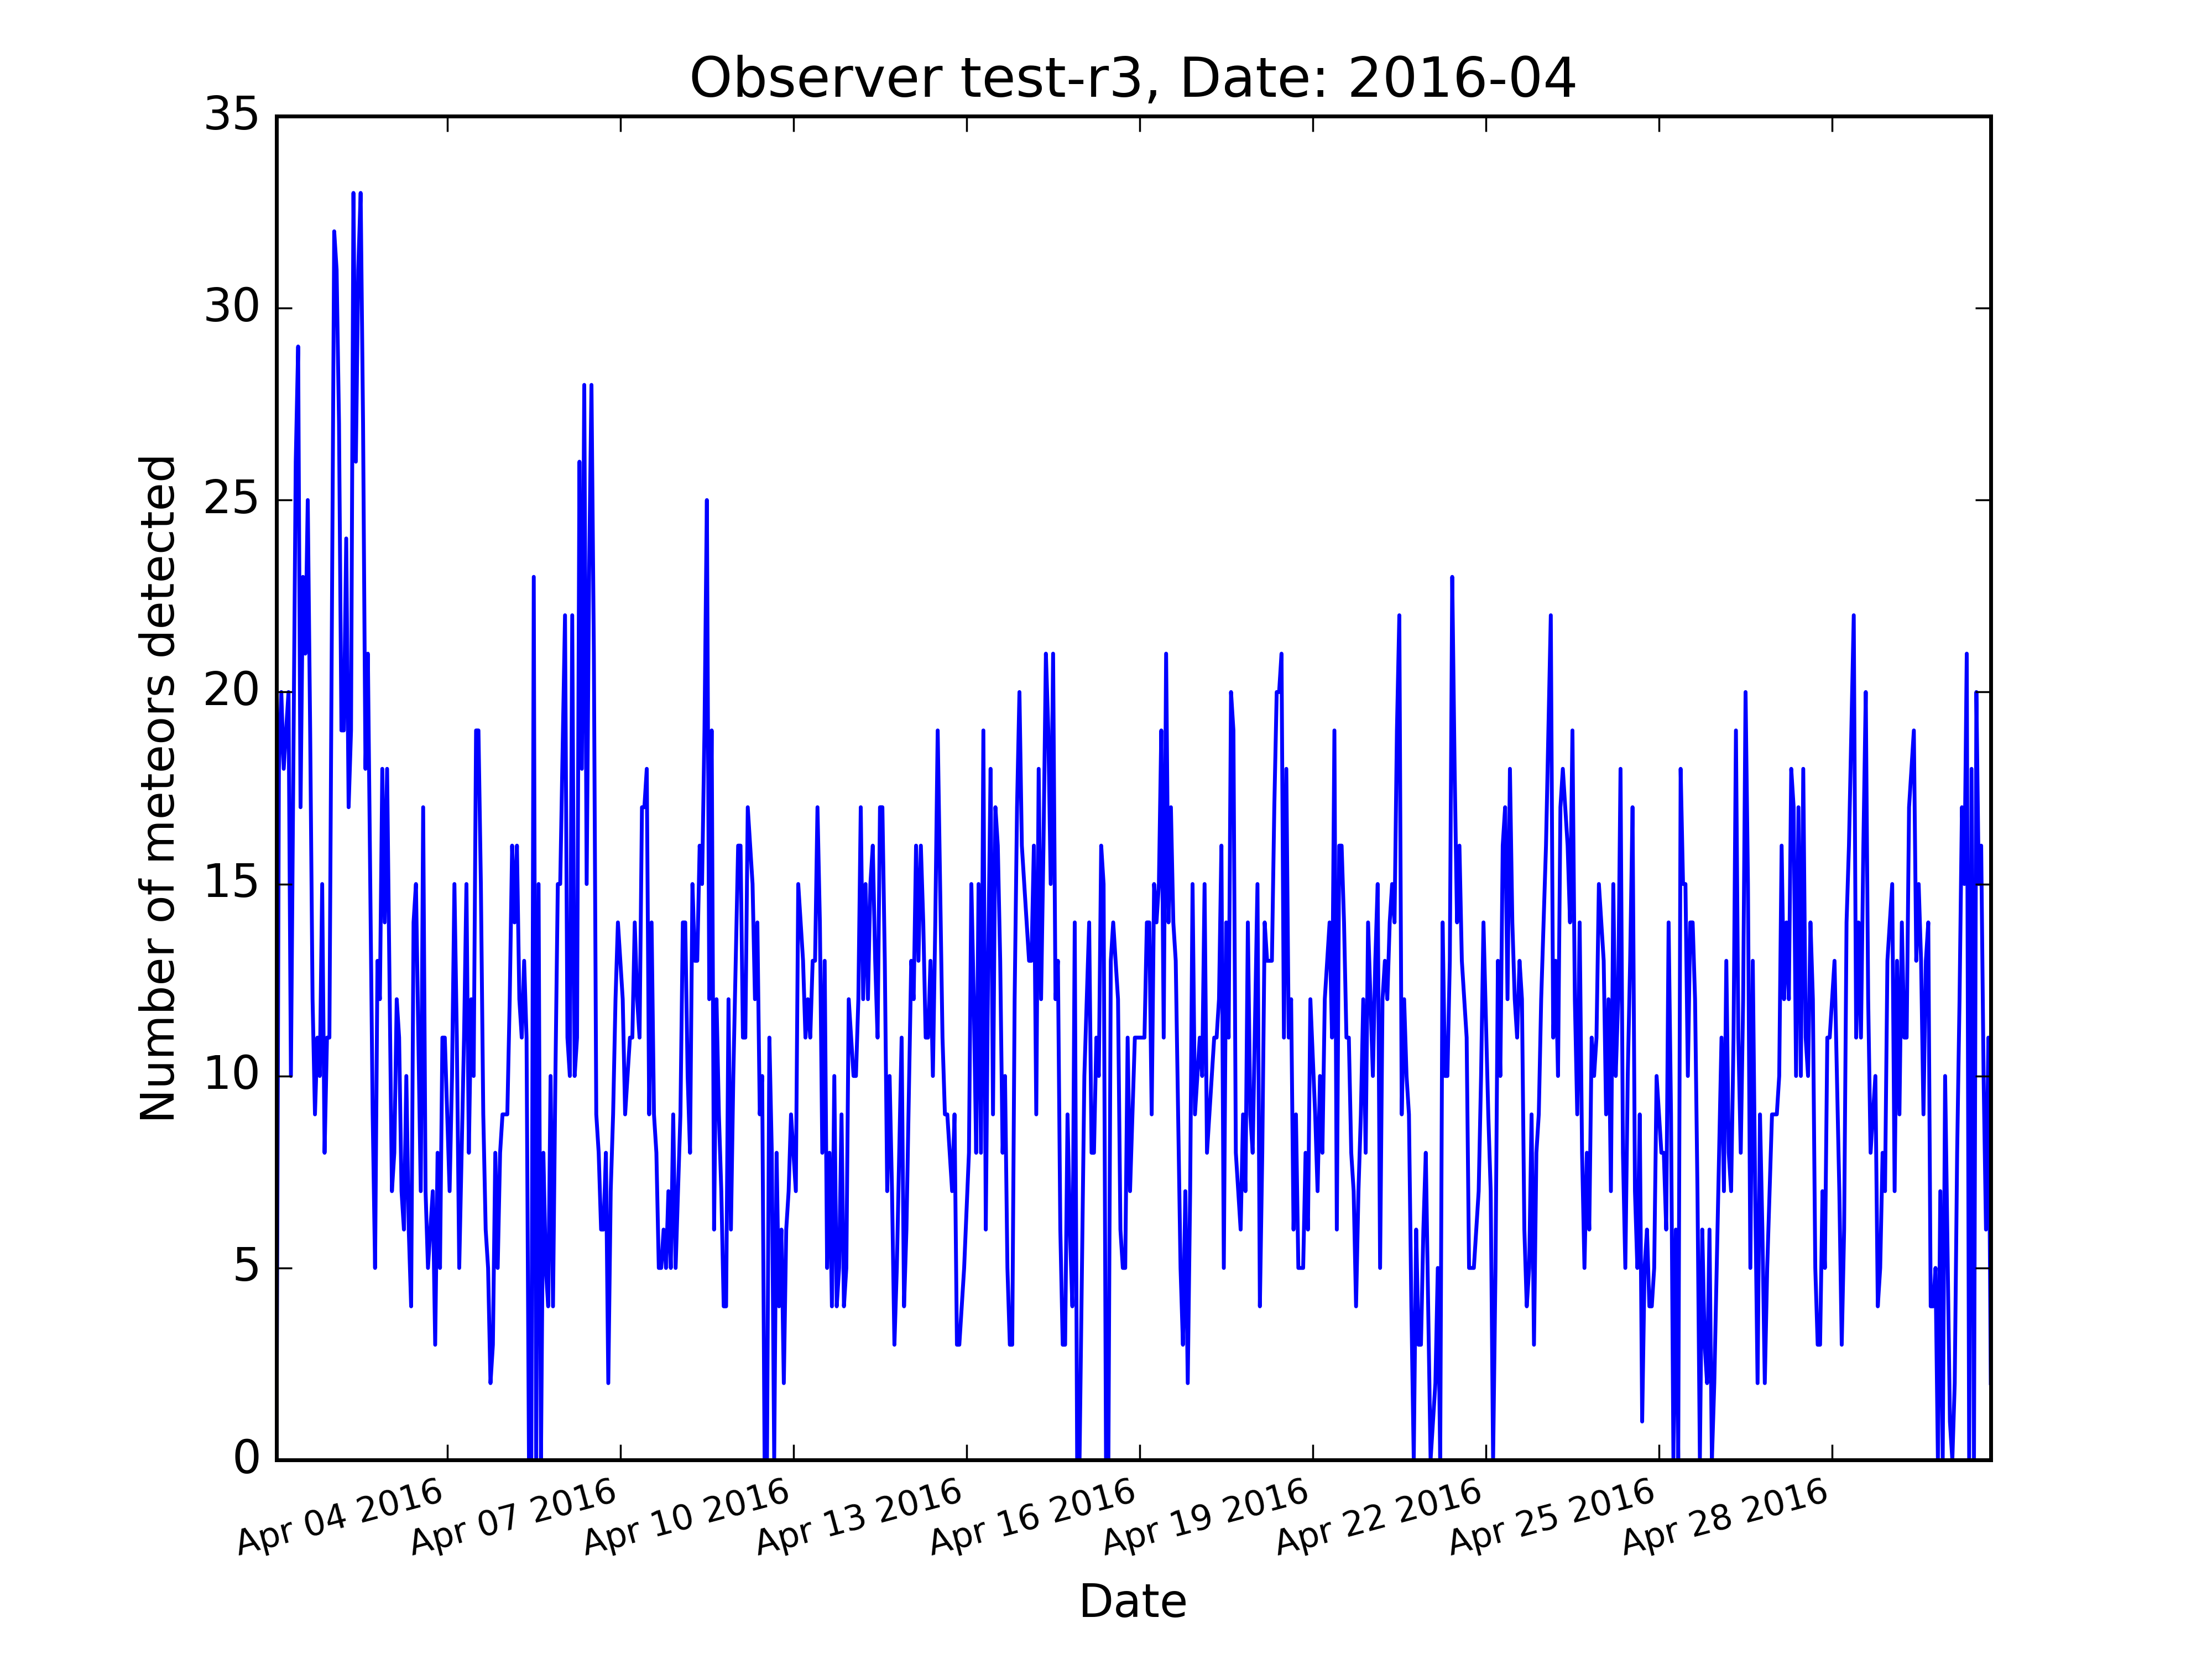 Observer test-r3, Date: 2016-04
Number of meteors detected
35
30
25
20
15
10
5
0
Apr 04 2016
Apr 07 2016
Apr 10 2016
Apr 13 2016
Apr 16 2016
Apr 19 2016
Apr 22 2016
Apr 25 2016
Apr 28 2016
Date